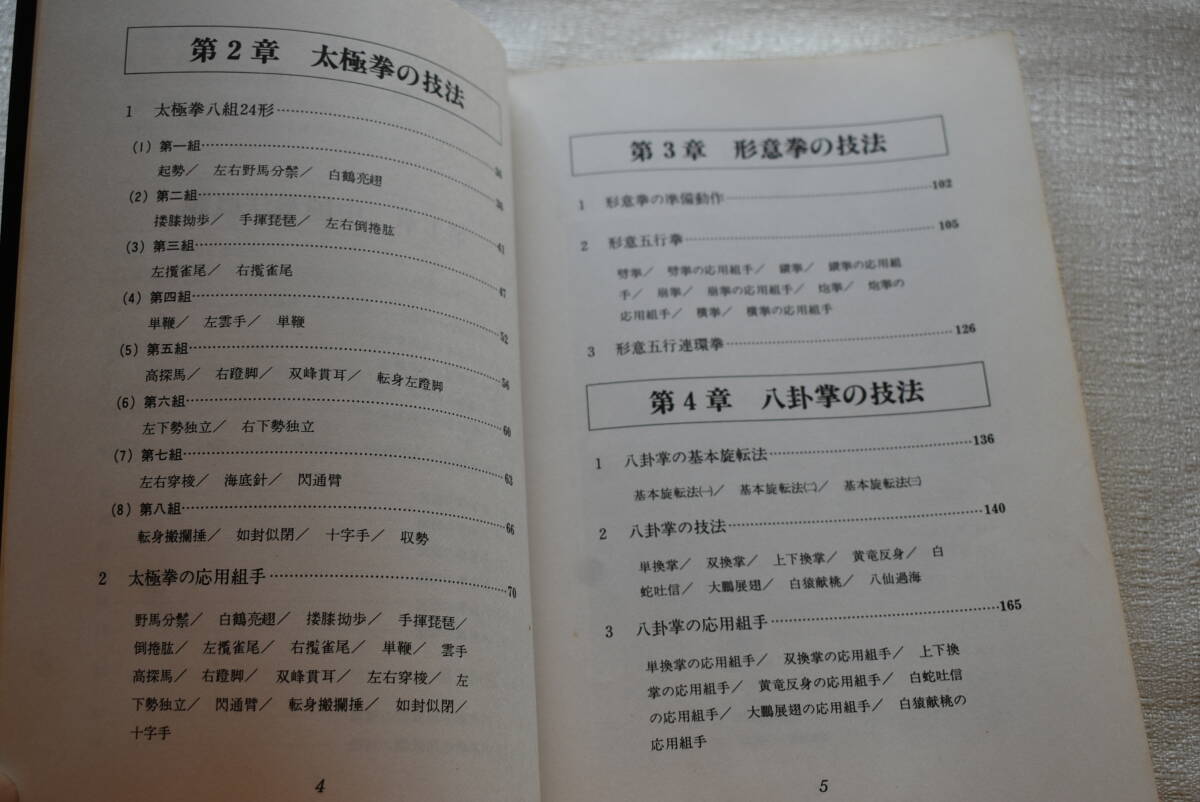 第2章 太極拳の技法
1 太極拳八組24形
(1) 第一組 36
起勢／ 左右野馬分鬃／ 白鶴亮翅
(2) 第二組
搂膝拗歩／ 手揮琵琶／ 左右倒捲肱
(3) 第三組 41
左攬雀尾／ 右攬雀尾
(4) 第四組 47
単鞭／ 左雲手／ 単鞭
(5) 第五組 52
高探馬／ 右蹬脚／ 双峰貫耳／ 転身左蹬脚
(6) 第六組 56
左下勢独立／ 右下勢独立
(7) 第七組 60
左右穿梭／ 海底針／ 閃通臂
(8) 第八組 63
転身搬攔捶／ 如封似閉／ 十字手／ 収勢
66
2 太極拳の応用組手 70
野馬分鬃／ 白鶴亮翅／ 搂膝拗歩／ 手揮琵琶／
倒捲肱／ 左攬雀尾／ 右攬雀尾／ 単鞭／ 雲手
高探馬／ 右蹬脚／ 双峰貫耳／ 左右穿梭／ 左
下勢独立／ 閃通臂／ 転身搬攔捶／ 如封似閉／
十字手
4
第3章 形意拳の技法
1 形意拳の準備動作 102
2 形意五行拳 105
劈拳／ 劈拳の応用組手／ 鑚拳／ 鑚拳の応用組
手／ 崩拳／ 崩拳の応用組手／ 炮拳／ 炮拳の
応用組手／ 横拳／ 横拳の応用組手
3 形意五行連環拳 126
第4章 八卦掌の技法
1 八卦掌の基本旋転法 136
基本旋転法㈠／ 基本旋転法㈡／ 基本旋転法㈢
2 八卦掌の技法 140
単換掌／ 双換掌／ 上下換掌／ 黄竜反身／ 白
蛇吐信／ 大鵬展翅／ 白猿献桃／ 八仙過海
3 八卦掌の応用組手 165
単換掌の応用組手／ 双換掌の応用組手／ 上下換
掌の応用組手／ 黄竜反身の応用組手／ 白蛇吐信
の応用組手／ 大鵬展翅の応用組手／ 白猿献桃の
応用組手
5